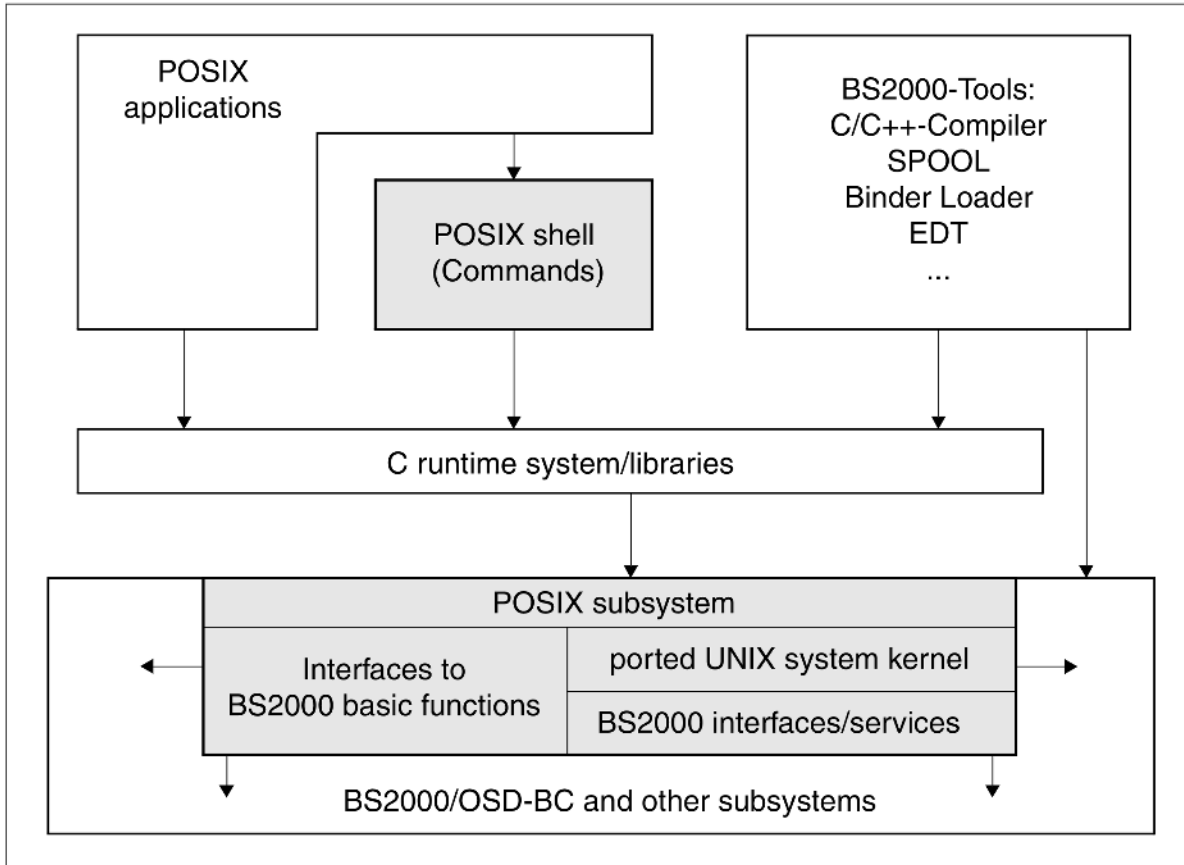 POSIX
applications
POSIX shell
(Commands)
BS2000-Tools:
C/C++-Compiler
SPOOL
Binder Loader
EDT
...
C runtime system/libraries
POSIX subsystem
Interfaces to
BS2000 basic functions
ported UNIX system kernel
BS2000 interfaces/services
BS2000/OSD-BC and other subsystems